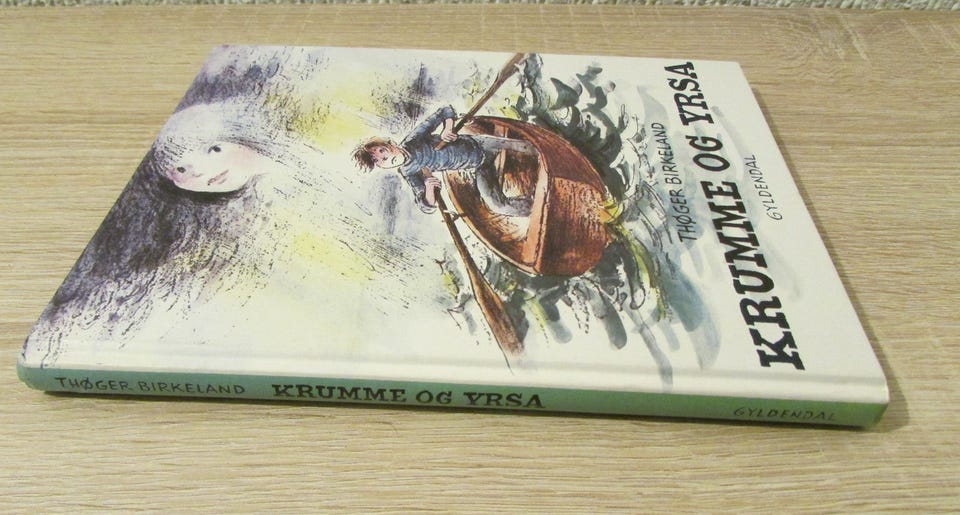 THØGER BIRKELAND
KRUMME OG YRSA
GYLDENDAL
THØGER BIRKELAND KRUMME OG YRSA GYLDENDAL